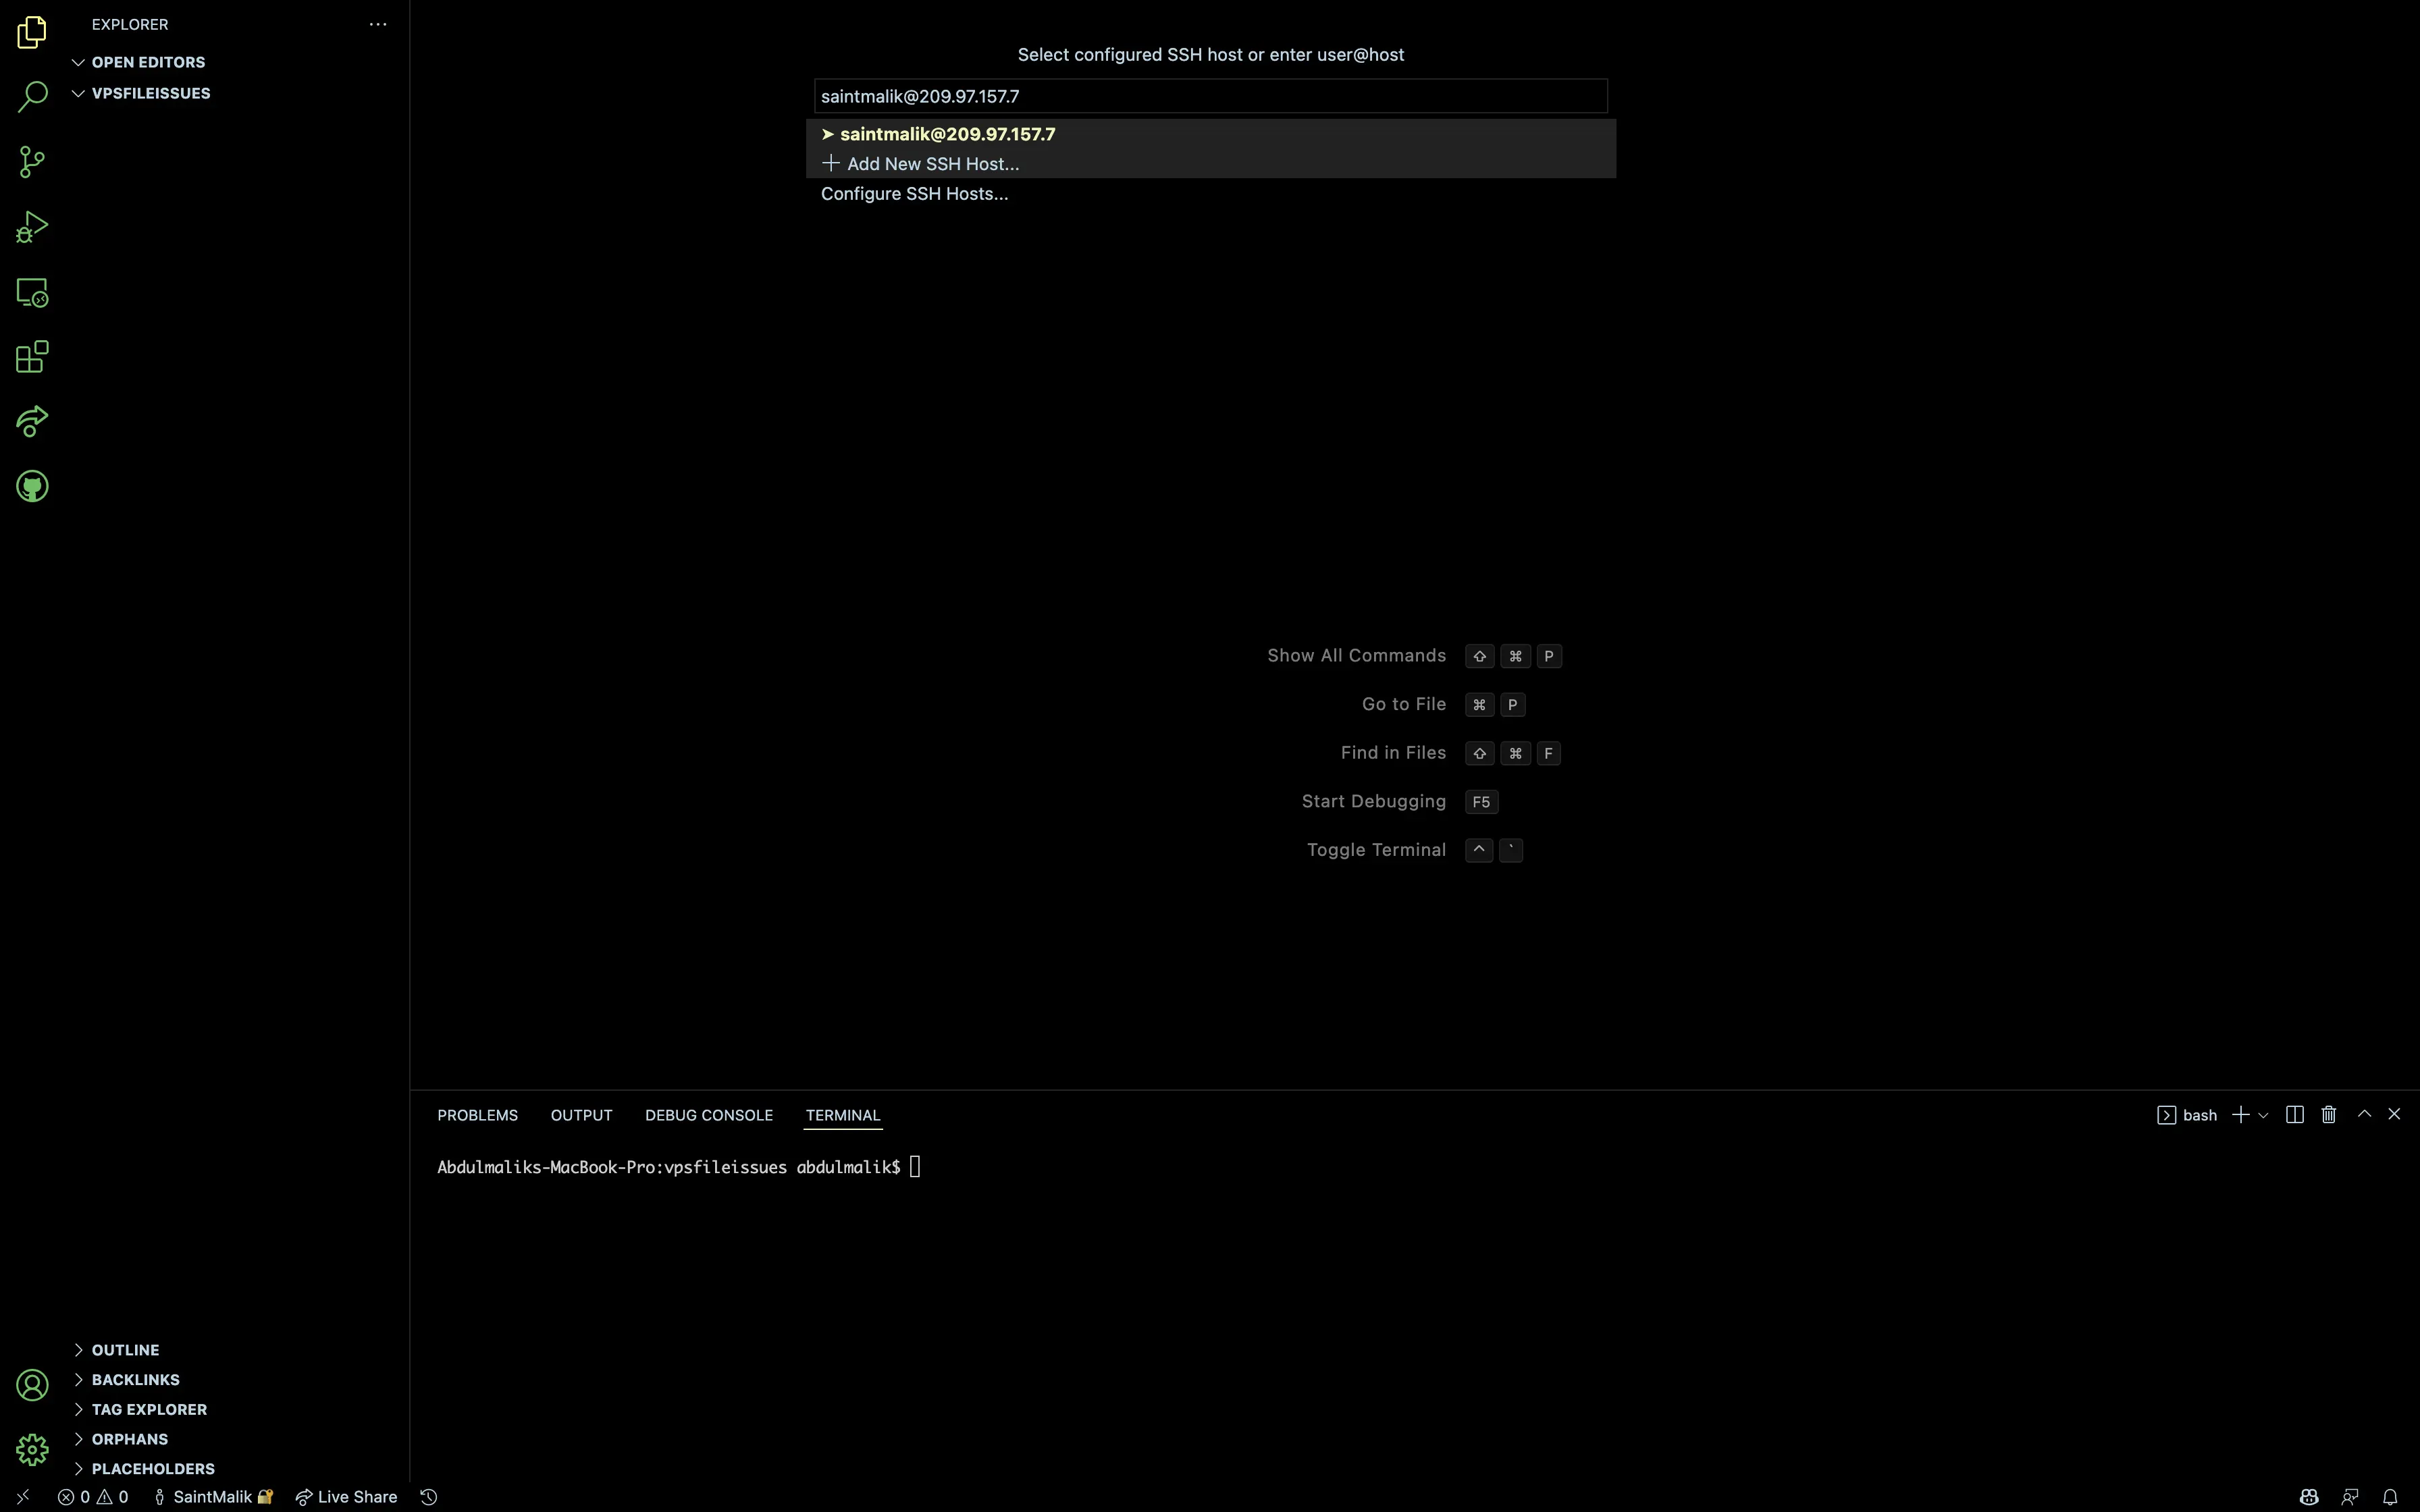 EXPLORER
OPEN EDITORS
VPSFILEISSUES
Select configured SSH host or enter user@host
saintmalik@209.97.157.7
➤ saintmalik@209.97.157.7
+ Add New SSH Host...
Configure SSH Hosts...
Show All Commands ⇧ ⌘ P
Go to File ⌘ P
Find in Files ⇧ ⌘ F
Start Debugging F5
Toggle Terminal ^ `
PROBLEMS OUTPUT DEBUG CONSOLE TERMINAL
bash
Abdulmaliks-MacBook-Pro:vpsfileissues abdulmalik$
OUTLINE
BACKLINKS
TAG EXPLORER
ORPHANS
PLACEHOLDERS
0 0 SaintMalik 🔐 Live Share